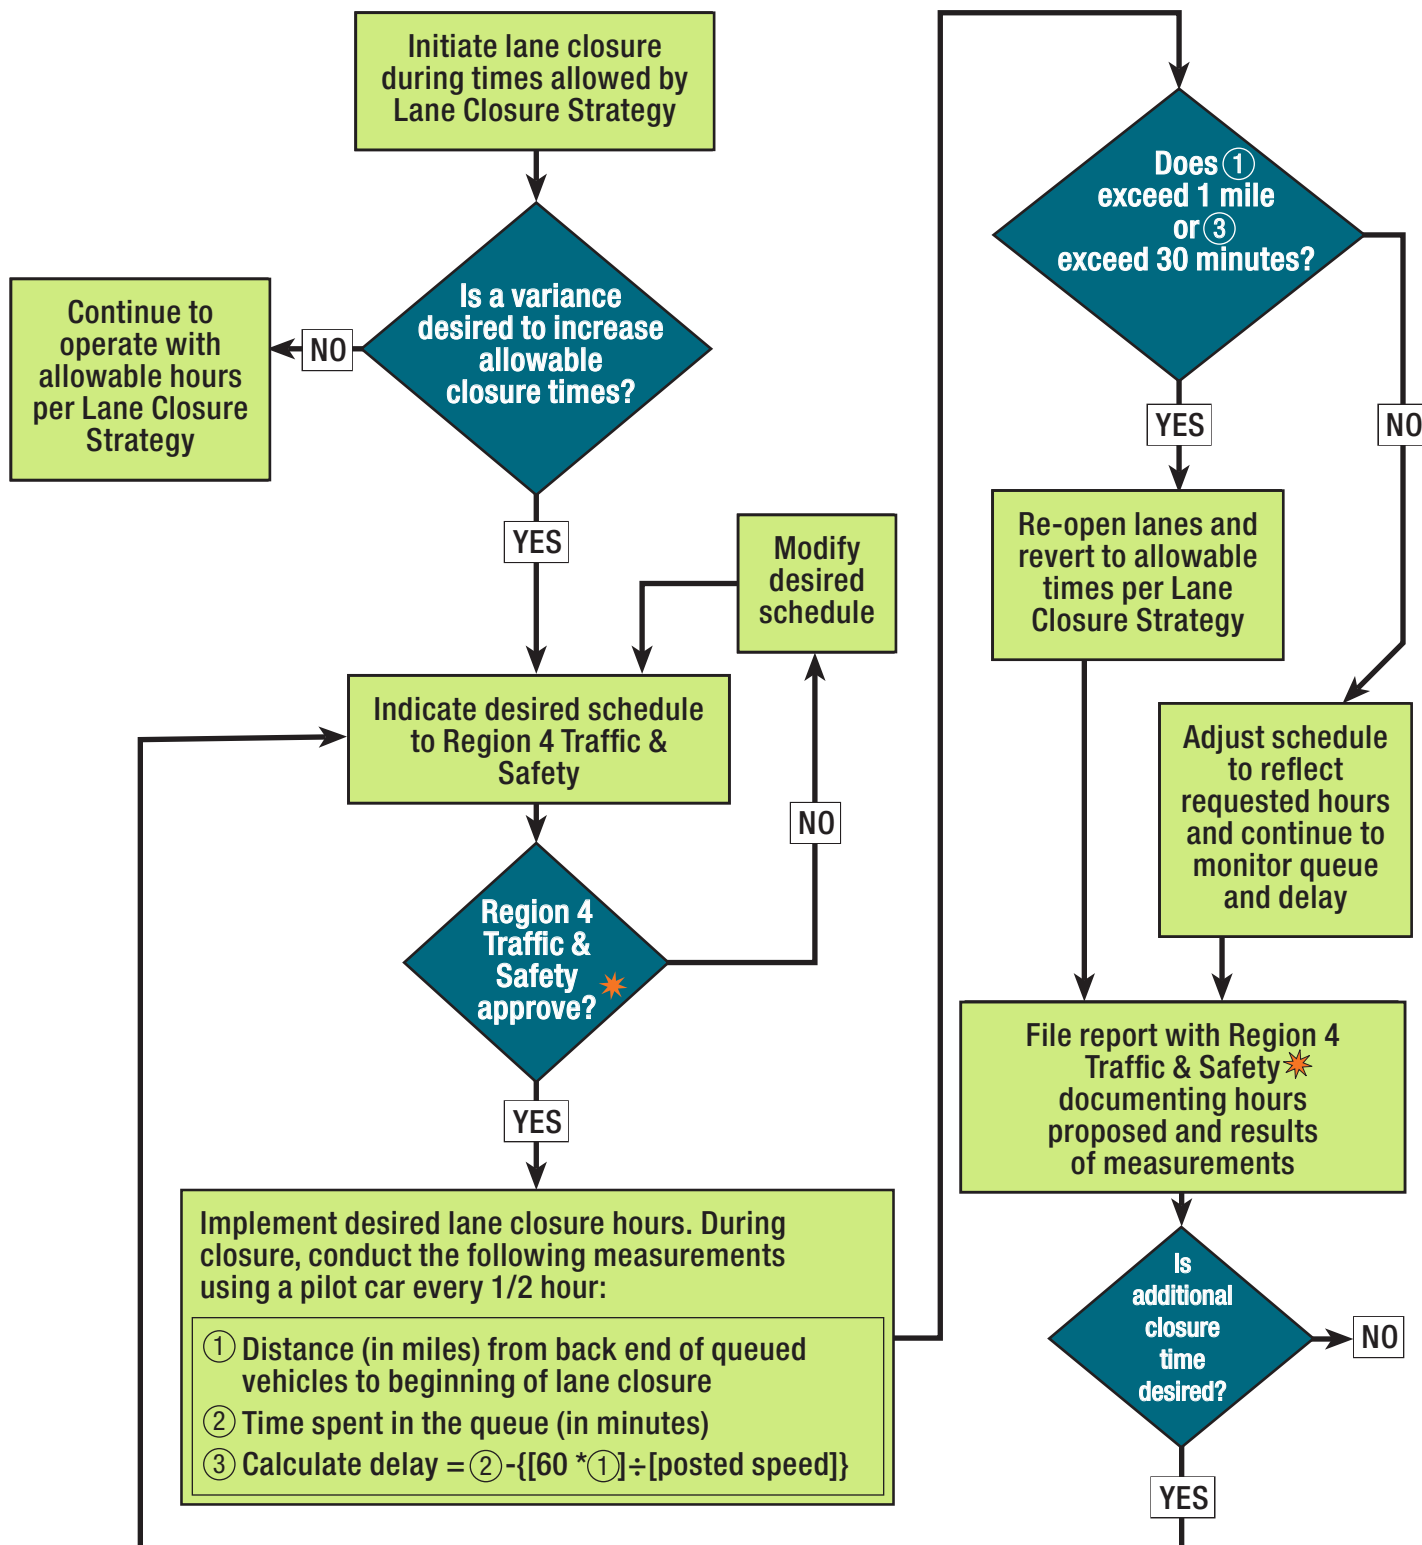 Initiate lane closure
during times allowed by
Lane Closure Strategy
Is a variance
desired to increase
allowable
closure times?
NO
Continue to
operate with
allowable hours
per Lane Closure
Strategy
YES
Modify
desired
schedule
Indicate desired schedule
to Region 4 Traffic &
Safety
NO
Region 4
Traffic &
Safety
approve?
YES
Implement desired lane closure hours. During
closure, conduct the following measurements
using a pilot car every 1/2 hour:
① Distance (in miles) from back end of queued
vehicles to beginning of lane closure
② Time spent in the queue (in minutes)
③ Calculate delay = ② -{[60 *①]÷[posted speed]}
Does ①
exceed 1 mile
or ③
exceed 30 minutes?
YES
NO
Re-open lanes and
revert to allowable
times per Lane
Closure Strategy
Adjust schedule
to reflect
requested hours
and continue to
monitor queue
and delay
File report with Region 4
Traffic & Safety
documenting hours
proposed and results
of measurements
Is
additional
closure
time
desired?
NO
YES